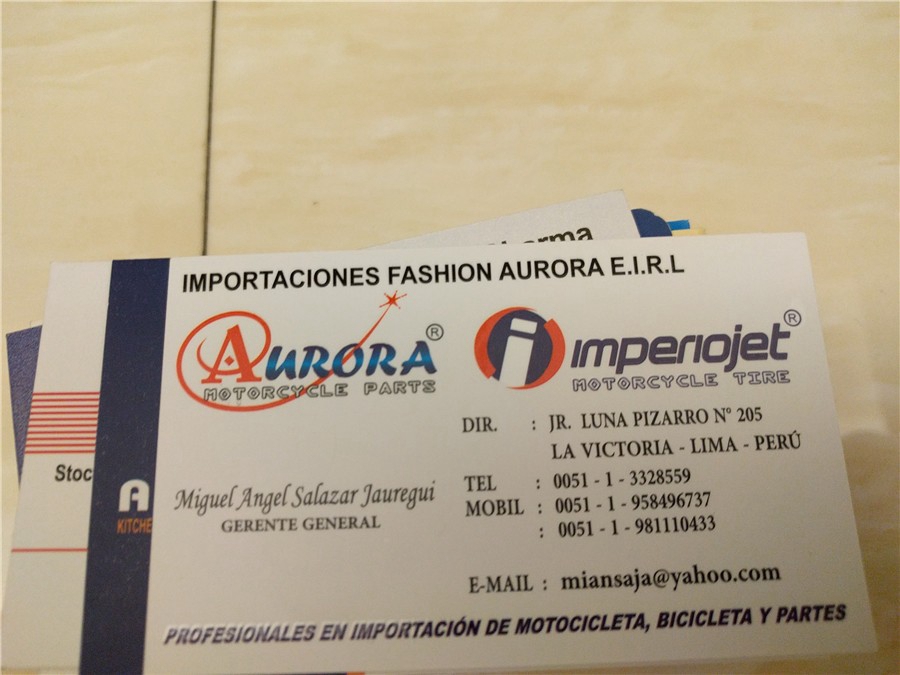 IMPORTACIONES FASHION AURORA E.I.R.L
AURORA ®
MOTORCYCLE PARTS
imperiojet ®
MOTORCYCLE TIRE
DIR. : JR. LUNA PIZARRO N° 205
LA VICTORIA - LIMA - PERÚ
TEL : 0051 - 1 - 3328559
MOBIL : 0051 - 1 - 958496737
: 0051 - 1 - 981110433
Miguel Angel Salazar Jauregui
GERENTE GENERAL
E-MAIL : miansaja@yahoo.com
PROFESIONALES EN IMPORTACIÓN DE MOTOCICLETA, BICICLETA Y PARTES
Stoc
A
KITCHE